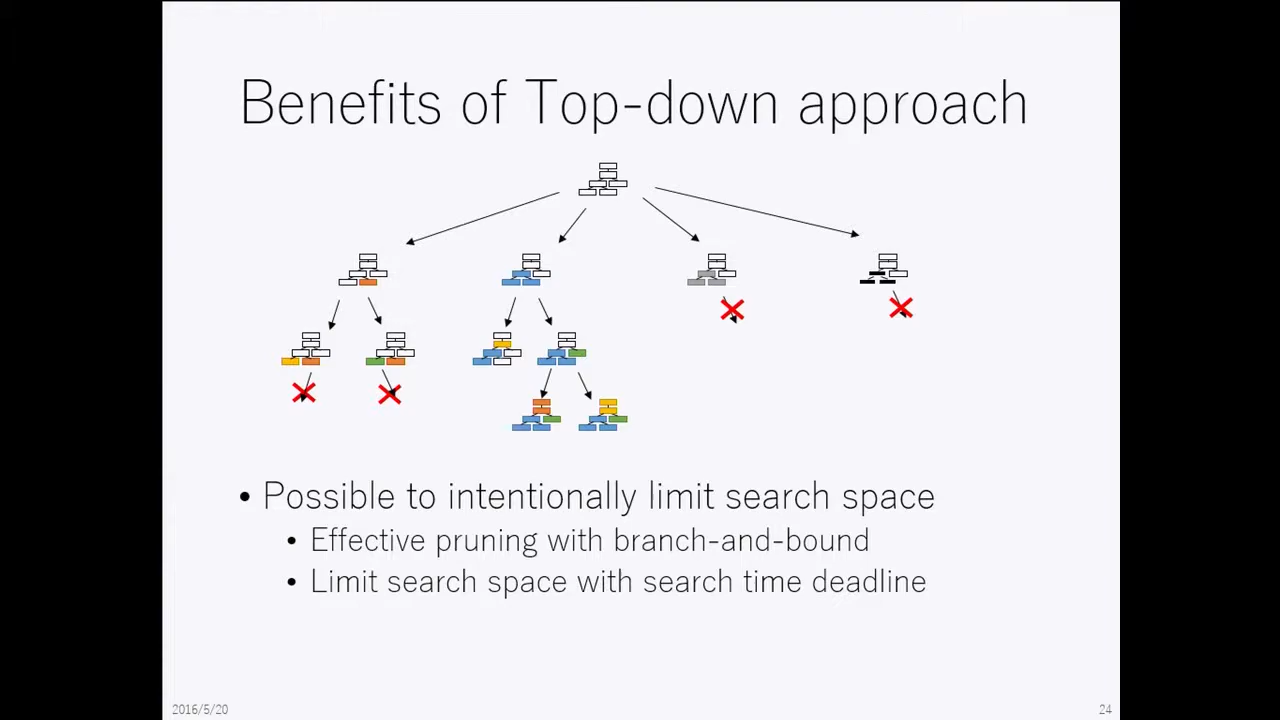 Benefits of Top-down approach
• Possible to intentionally limit search space
• Effective pruning with branch-and-bound
• Limit search space with search time deadline
2016/5/20
24